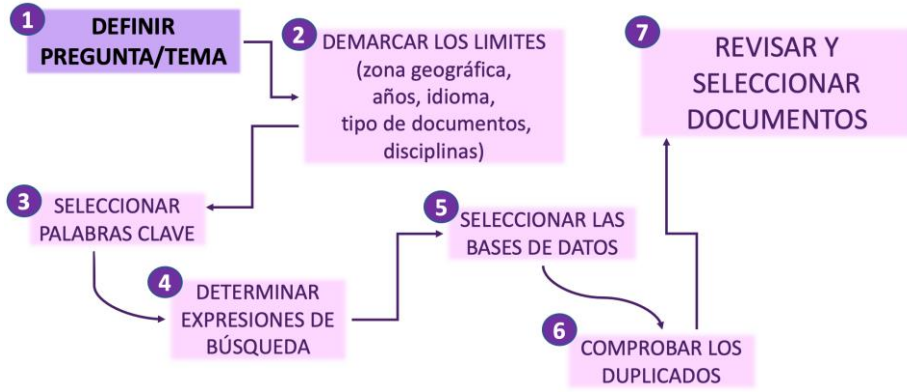 1
DEFINIR
PREGUNTA/TEMA
2
DEMARCAR LOS LIMITES
(zona geográfica,
años, idioma,
tipo de documentos,
disciplinas)
3
SELECCIONAR
PALABRAS CLAVE
4
DETERMINAR
EXPRESIONES DE
BÚSQUEDA
5
SELECCIONAR LAS
BASES DE DATOS
6
COMPROBAR LOS
DUPLICADOS
7
REVISAR Y
SELECCIONAR
DOCUMENTOS